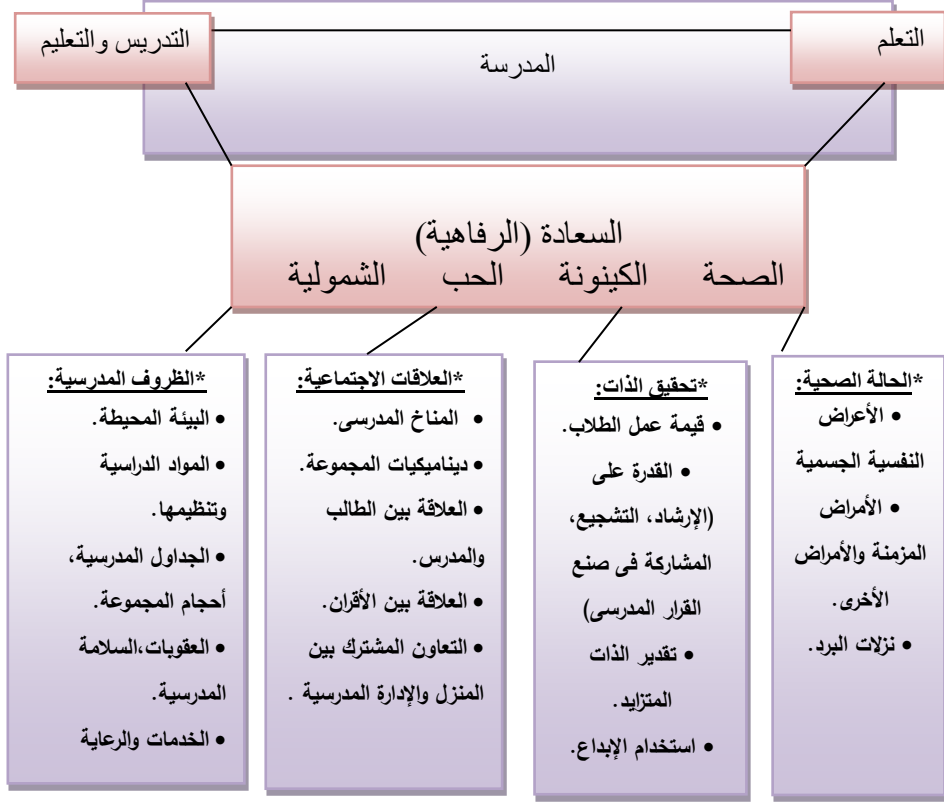 التعلم
المدرسة
التدريس والتعليم
السعادة (الرفاهية)
الصحة الكينونة الحب الشمولية
*الحالة الصحية:
• الأعراض
النفسية الجسمية
• الأمراض
المزمنة والأمراض
الأخرى.
• نزلات البرد.
*تحقيق الذات:
• قيمة عمل الطلاب.
• القدرة على
(الإرشاد، التشجيع،
المشاركة فى صنع
القرار المدرسى)
• تقدير الذات
المتزايد.
• استخدام الإبداع.
*العلاقات الاجتماعية:
• المناخ المدرسى.
• ديناميكيات المجموعة.
• العلاقة بين الطالب
والمدرس.
• العلاقة بين الأقران.
• التعاون المشترك بين
المنزل والإدارة المدرسية .
*الظروف المدرسية:
• البيئة المحيطة.
• المواد الدراسية
وتنظيمها.
• الجداول المدرسية،
أحجام المجموعة.
• العقوبات،السلامة
المدرسية.
• الخدمات والرعاية